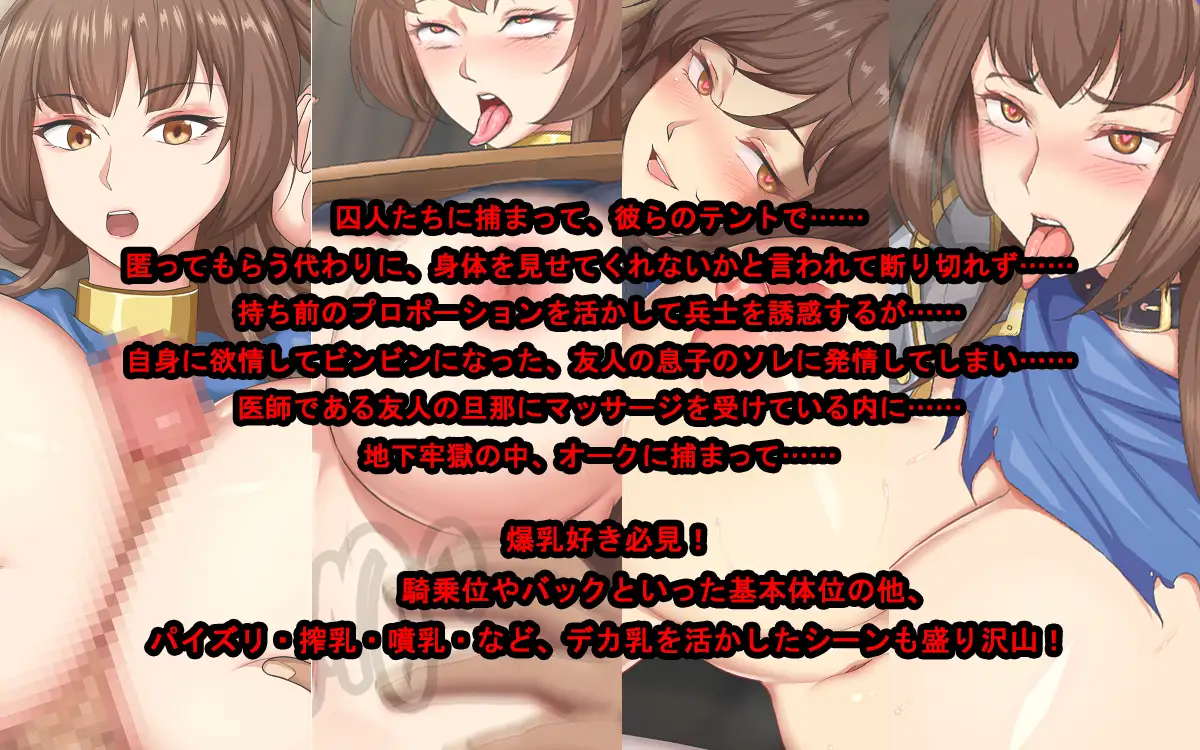 囚人たちに捕まって、彼らのテントで……
匿ってもらう代わりに、身体を見せてくれないかと言われて断り切れず……
持ち前のプロポーションを活かして兵士を誘惑するが……
自身に欲情してビンビンになった、友人の息子のソレに発情してしまい……
医師である友人の旦那にマッサージを受けている内に……
地下牢獄の中、オークに捕まって……
爆乳好き必見！
騎乗位やバックといった基本体位の他、
パイズリ・搾乳・噴乳・など、デカ乳を活かしたシーンも盛り沢山！